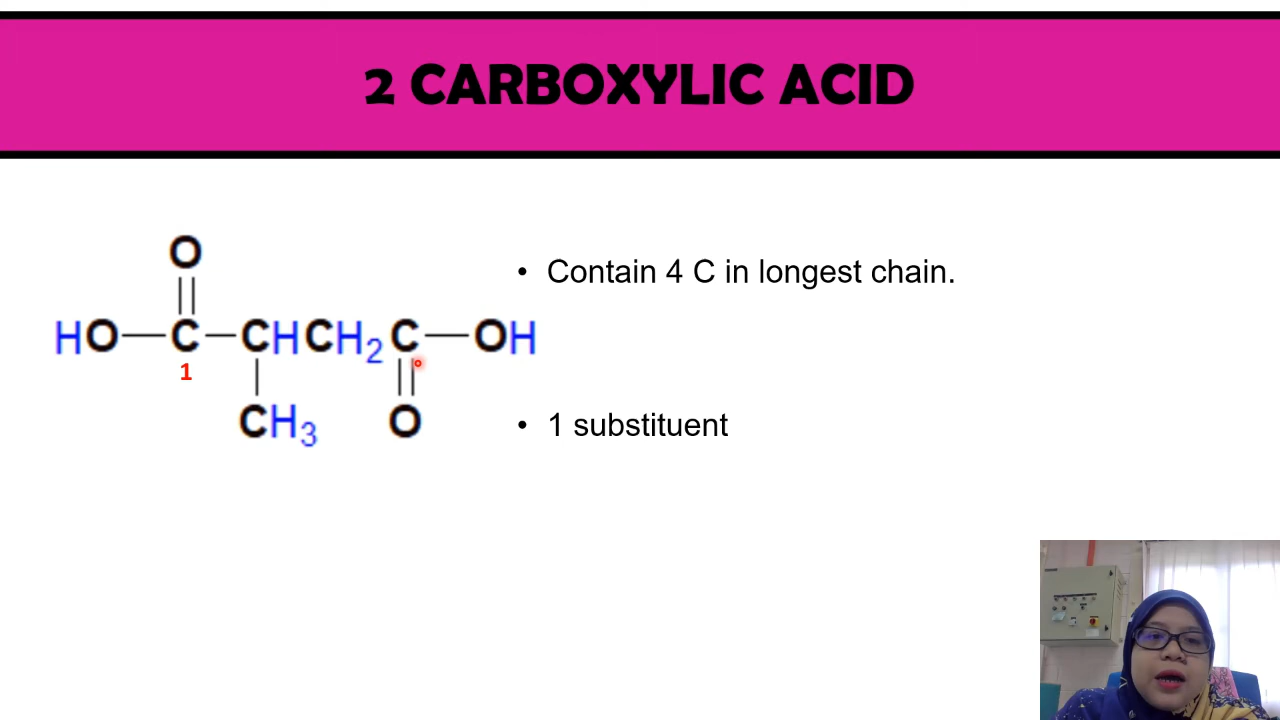 2 CARBOXYLIC ACID
O
HO—C—CHCH2C—OH
1
CH3 O
• Contain 4 C in longest chain.
• 1 substituent